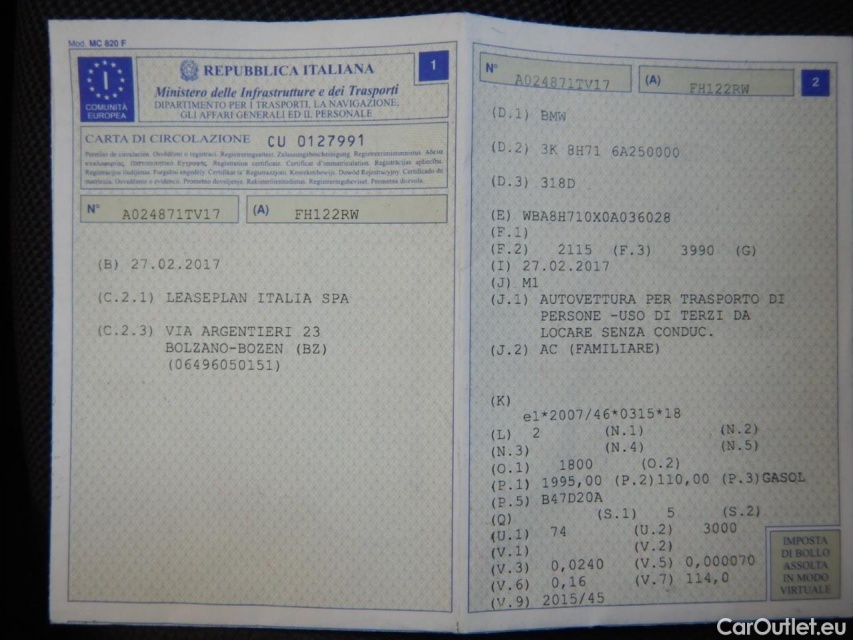 Mod. MC 820 F
I
COMUNITÀ
EUROPEA
REPUBBLICA ITALIANA
Ministero delle Infrastrutture e dei Trasporti
DIPARTIMENTO PER I TRASPORTI, LA NAVIGAZIONE,
GLI AFFARI GENERALI ED IL PERSONALE
1
CARTA DI CIRCOLAZIONE CU 0127991
N° A024871TV17 (A) FH122RW
(B) 27.02.2017
(C.2.1) LEASEPLAN ITALIA SPA
(C.2.3) VIA ARGENTIERI 23
BOLZANO-BOZEN (BZ)
(06496050151)
N° A024871TV17 (A) FH122RW
2
(D.1) BMW
(D.2) 3K 8H71 6A250000
(D.3) 318D
(E) WBA8H710X0A036028
(F.1)
(F.2) 2115 (F.3) 3990 (G)
(I) 27.02.2017
(J) M1
(J.1) AUTOVETTURA PER TRASPORTO DI
PERSONE -USO DI TERZI DA
LOCARE SENZA CONDUC.
(J.2) AC (FAMILIARE)
(K)
e1*2007/46*0315*18
(L) 2 (N.1) (N.2)
(N.3) (N.4) (N.5)
(O.1) 1800 (O.2)
(P.1) 1995,00 (P.2)110,00 (P.3)GASOL
(P.5) B47D20A
(Q) (S.1) 5 (S.2)
(U.1) 74 (U.2) 3000
(V.1) (V.2)
(V.3) 0,0240 (V.5) 0,000070
(V.6) 0,16 (V.7) 114,0
(V.9) 2015/45
IMPOSTA
DI BOLLO
ASSOLTA
IN MODO
VIRTUALE
CarOutlet.eu